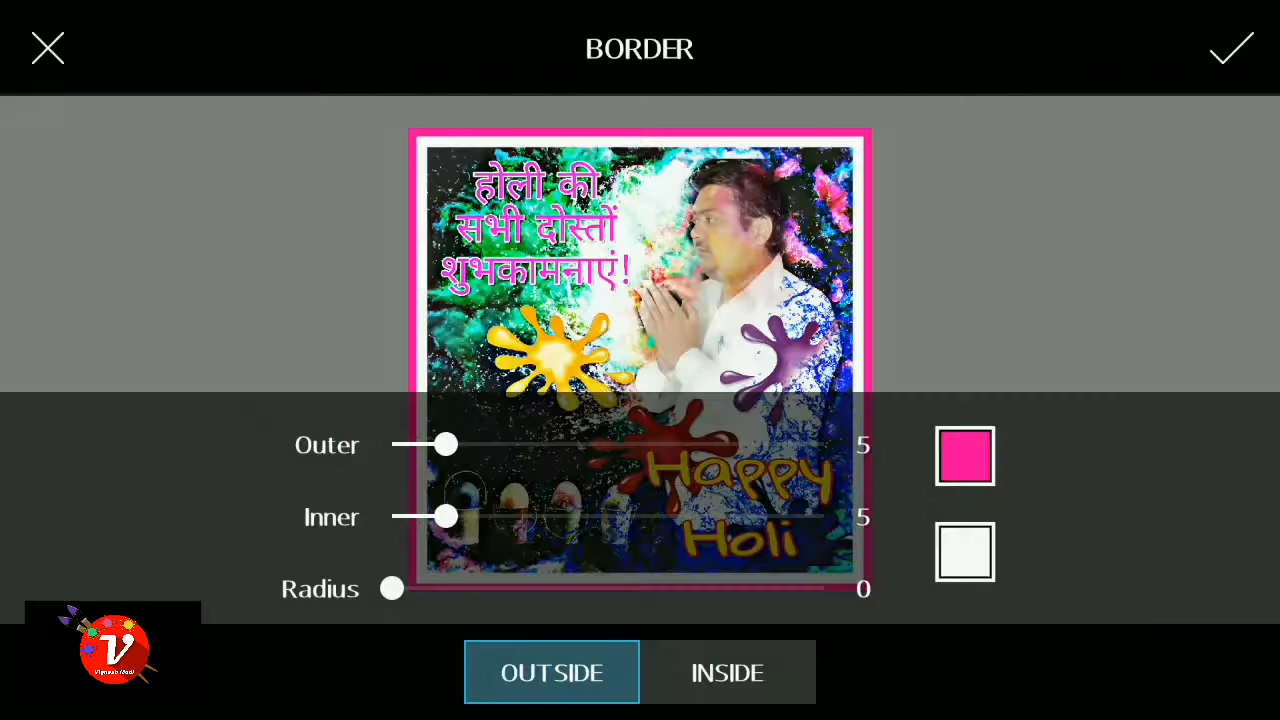 BORDER
होली की
सभी दोस्तों
शुभकामनाएं!
Outer 5
Happy
Inner 5
Holi
Radius 0
V
OUTSIDE INSIDE